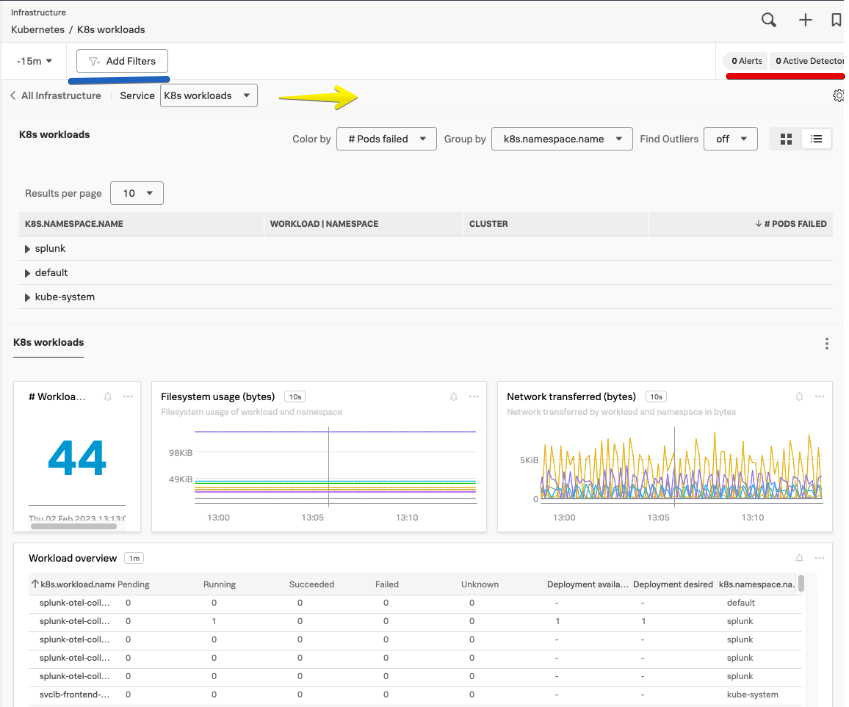 Infrastructure
Kubernetes / K8s workloads
-15m Add Filters 0 Alerts 0 Active Detector
All Infrastructure Service K8s workloads
K8s workloads
Color by # Pods failed Group by k8s.namespace.name Find Outliers off
Results per page 10
K8S.NAMESPACE.NAME WORKLOAD | NAMESPACE CLUSTER # PODS FAILED
splunk
default
kube-system
K8s workloads
# Workloa... Filesystem usage (bytes) 10s Network transferred (bytes) 10s
Filesystem usage of workload and namespace Network transferred by workload and namespace in bytes
44
98KiB
49KiB
5KiB
0
Thu 02 Feb 2023 13:13:
13:00 13:05 13:10 13:00 13:05 13:10
Workload overview 1m
k8s.workload.name Pending Running Succeeded Failed Unknown Deployment availa... Deployment desired k8s.namespace.na...
splunk-otel-coll... 0 0 0 0 0 - - default
splunk-otel-coll... 0 1 0 0 0 1 1 splunk
splunk-otel-coll... 0 0 0 0 0 - - splunk
splunk-otel-coll... 0 0 0 0 0 - - splunk
splunk-otel-coll... 0 0 0 0 0 - - splunk
svclb-frontend-... 0 0 0 0 0 - - kube-system